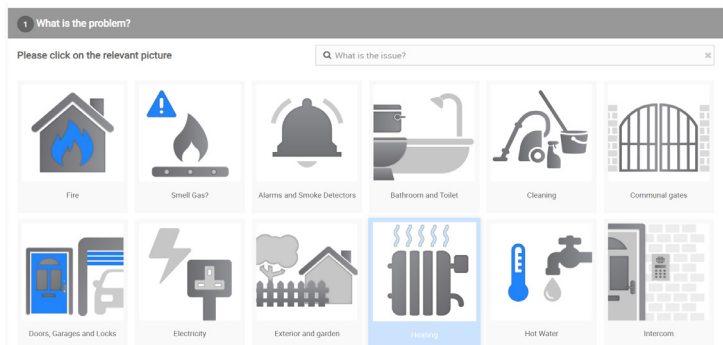 1 What is the problem?
Please click on the relevant picture
What is the issue?
Fire
Smell Gas?
Alarms and Smoke Detectors
Bathroom and Toilet
Cleaning
Communal gates
Doors, Garages and Locks
Electricity
Exterior and garden
Heating
Hot Water
Intercom